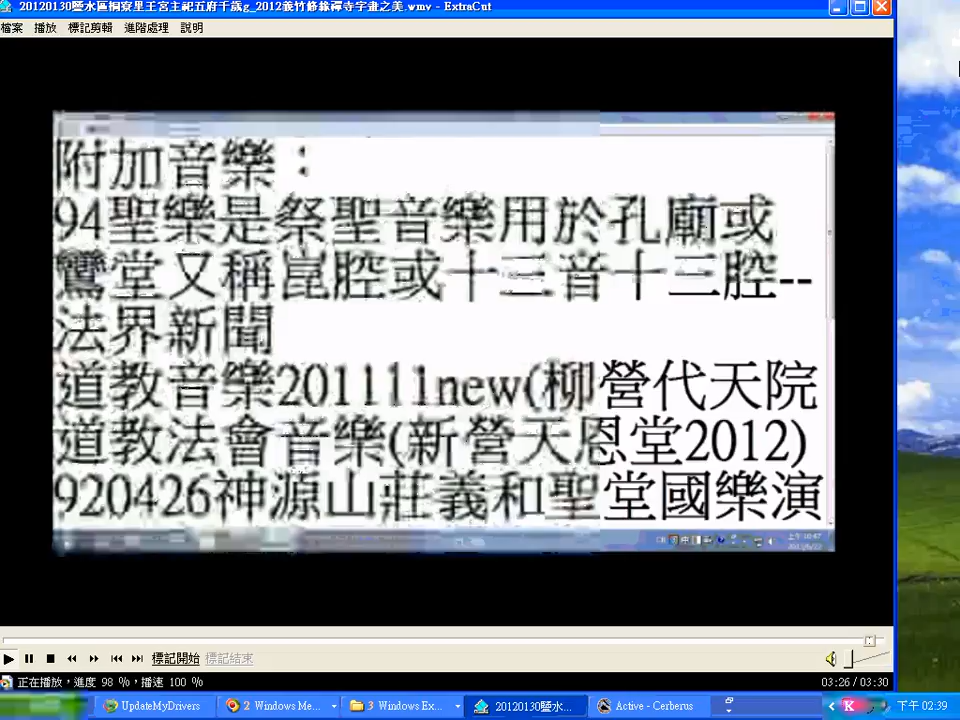 20120130鹽水區桐寮里王宮主祀五府千歲g_2012義竹修緣禪寺字畫之美.wmv - ExtraCut
檔案 播放 標記剪輯 進階處理 說明
附加音樂：
94聖樂是祭聖音樂用於孔廟或
鸞堂又稱崑腔或十三音十三腔--
法界新聞
道教音樂201111new(柳營代天院
道教法會音樂(新營天恩堂2012)
920426神源山莊義和聖堂國樂演
標記開始 標記結束
正在播放，進度 98 %，播速 100 %
03:26 / 03:30
UpdateMyDrivers
2 Windows Me...
3 Windows Ex...
20120130鹽水...
Active - Cerberus
下午 02:39